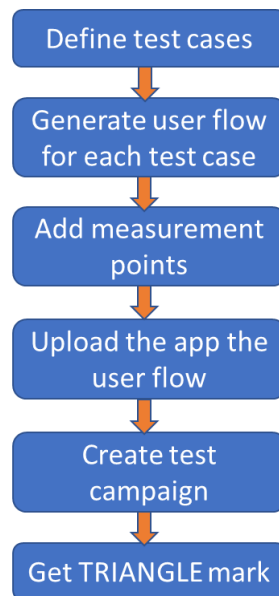 Define test cases
Generate user flow
for each test case
Add measurement
points
Upload the app the
user flow
Create test
campaign
Get TRIANGLE mark